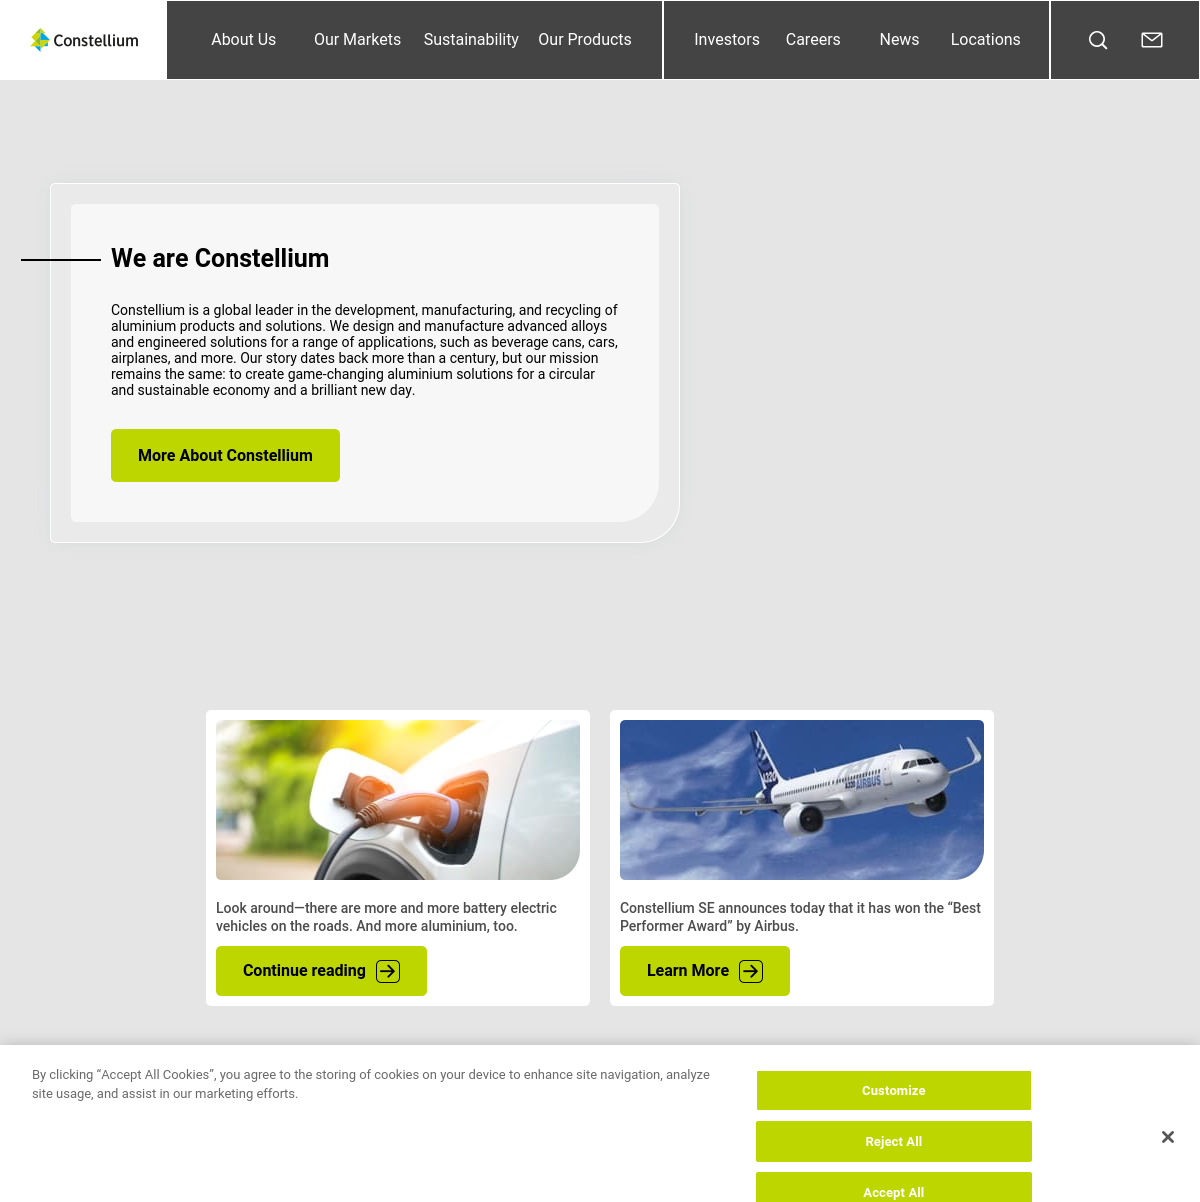 Constellium
About Us
Our Markets
Sustainability
Our Products
Investors
Careers
News
Locations
We are Constellium
Constellium is a global leader in the development, manufacturing, and recycling of
aluminium products and solutions. We design and manufacture advanced alloys
and engineered solutions for a range of applications, such as beverage cans, cars,
airplanes, and more. Our story dates back more than a century, but our mission
remains the same: to create game-changing aluminium solutions for a circular
and sustainable economy and a brilliant new day.
More About Constellium
A320
A320 AIRBUS
Look around—there are more and more battery electric
vehicles on the roads. And more aluminium, too.
Continue reading
Constellium SE announces today that it has won the “Best
Performer Award” by Airbus.
Learn More
By clicking “Accept All Cookies”, you agree to the storing of cookies on your device to enhance site navigation, analyze
site usage, and assist in our marketing efforts.
Customize
Reject All
Accept All